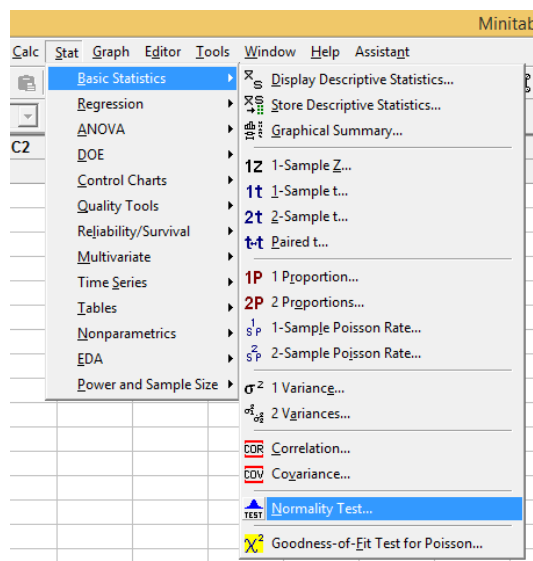 Minitab
Calc Stat Graph Editor Tools Window Help Assistant
C2
Basic Statistics
Regression
ANOVA
DOE
Control Charts
Quality Tools
Reliability/Survival
Multivariate
Time Series
Tables
Nonparametrics
EDA
Power and Sample Size
x̄s Display Descriptive Statistics...
x̄s Store Descriptive Statistics...
Graphical Summary...
1Z 1-Sample Z...
1t 1-Sample t...
2t 2-Sample t...
t-t Paired t...
1P 1 Proportion...
2P 2 Proportions...
1 s P 1-Sample Poisson Rate...
2 s P 2-Sample Poisson Rate...
σ² 1 Variance...
σ²₁ σ²₂ 2 Variances...
COR Correlation...
COV Covariance...
TEST Normality Test...
χ² Goodness-of-Fit Test for Poisson...